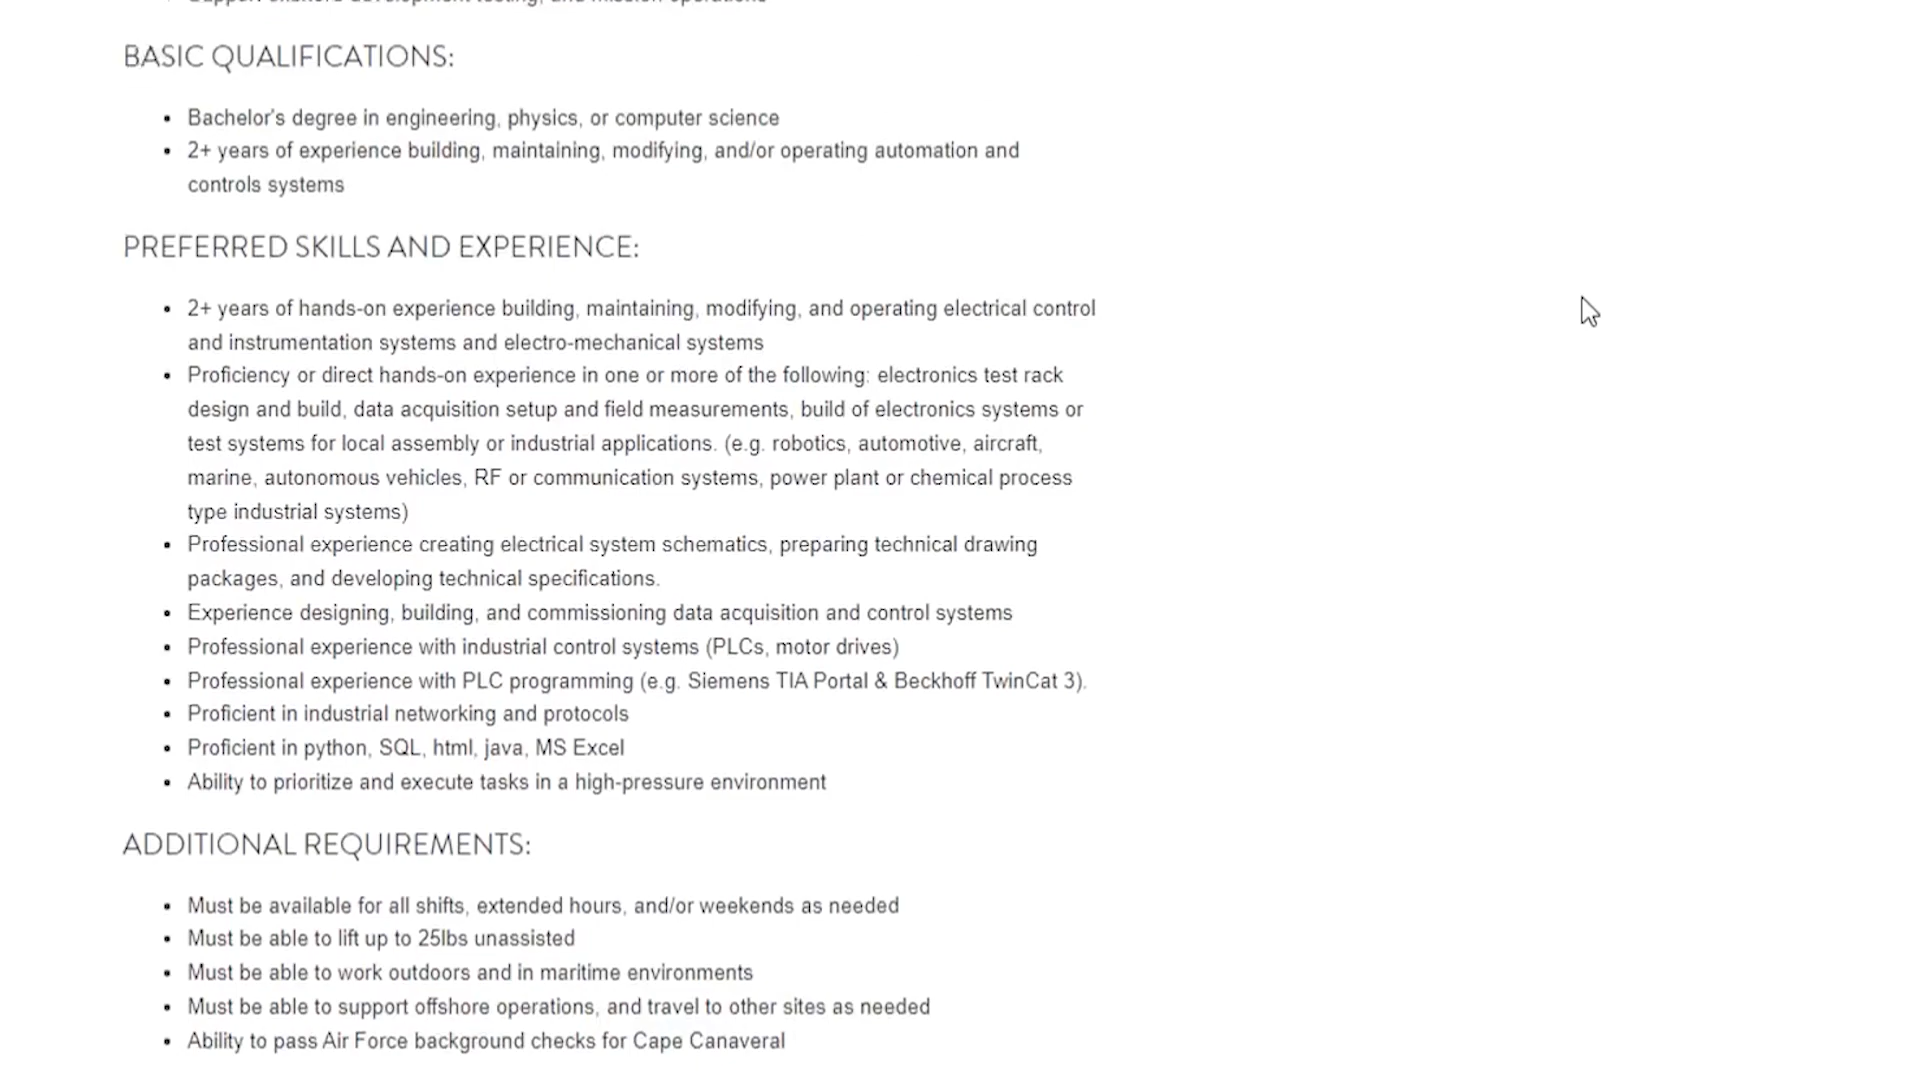 BASIC QUALIFICATIONS:
• Bachelor's degree in engineering, physics, or computer science
• 2+ years of experience building, maintaining, modifying, and/or operating automation and
controls systems
PREFERRED SKILLS AND EXPERIENCE:
• 2+ years of hands-on experience building, maintaining, modifying, and operating electrical control
and instrumentation systems and electro-mechanical systems
• Proficiency or direct hands-on experience in one or more of the following: electronics test rack
design and build, data acquisition setup and field measurements, build of electronics systems or
test systems for local assembly or industrial applications. (e.g. robotics, automotive, aircraft,
marine, autonomous vehicles, RF or communication systems, power plant or chemical process
type industrial systems)
• Professional experience creating electrical system schematics, preparing technical drawing
packages, and developing technical specifications.
• Experience designing, building, and commissioning data acquisition and control systems
• Professional experience with industrial control systems (PLCs, motor drives)
• Professional experience with PLC programming (e.g. Siemens TIA Portal & Beckhoff TwinCat 3).
• Proficient in industrial networking and protocols
• Proficient in python, SQL, html, java, MS Excel
• Ability to prioritize and execute tasks in a high-pressure environment
ADDITIONAL REQUIREMENTS:
• Must be available for all shifts, extended hours, and/or weekends as needed
• Must be able to lift up to 25lbs unassisted
• Must be able to work outdoors and in maritime environments
• Must be able to support offshore operations, and travel to other sites as needed
• Ability to pass Air Force background checks for Cape Canaveral